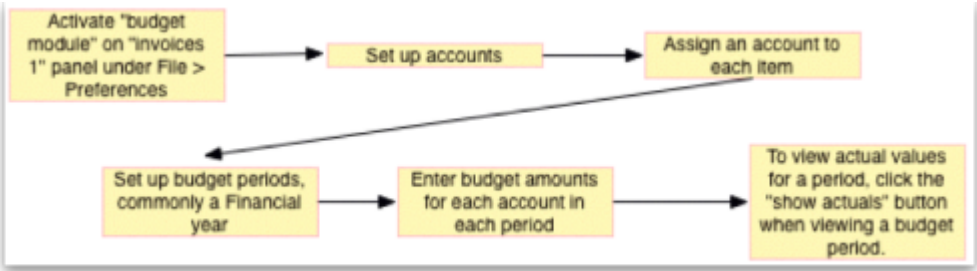 Activate "budget
module" on "invoices
1" panel under File >
Preferences
Set up accounts
Assign an account to
each item
Set up budget periods,
commonly a Financial
year
Enter budget amounts
for each account in
each period
To view actual values
for a period, click the
"show actuals" button
when viewing a budget
period.